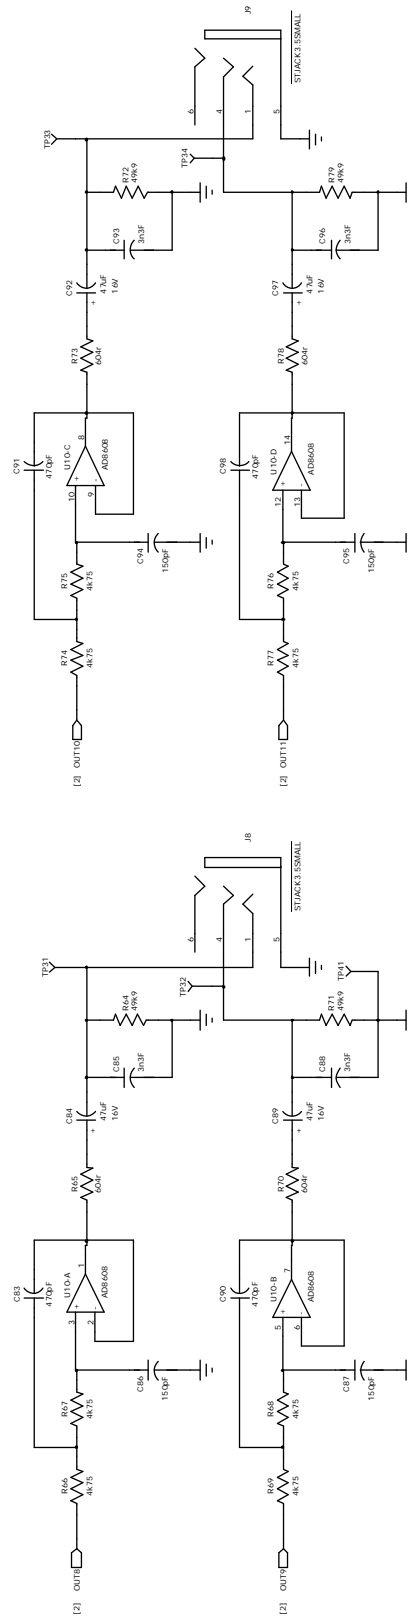 J9
STJACK3.5SMALL
6
4
1
5
TP33
TP34
R72
49k9
C93
3n3F
C92
47uF
16V
+
R73
604r
C91
470pF
U10-C
AD8608
8
10
9
+
-
C94
150pF
R75
4k75
R74
4k75
OUT10
[2]
R79
49k9
C96
3n3F
C97
47uF
16V
+
R78
604r
C98
470pF
U10-D
AD8608
14
12
13
+
-
C95
150pF
R76
4k75
R77
4k75
OUT11
[2]
J8
STJACK3.5SMALL
6
4
1
5
TP31
TP32
TP41
R64
49k9
C85
3n3F
C84
47uF
16V
+
R65
604r
C83
470pF
U10-A
AD8608
1
3
2
+
-
C86
150pF
R67
4k75
R66
4k75
OUT8
[2]
R71
49k9
C88
3n3F
C89
47uF
16V
+
R70
604r
C90
470pF
U10-B
AD8608
7
5
6
+
-
C87
150pF
R68
4k75
R69
4k75
OUT9
[2]